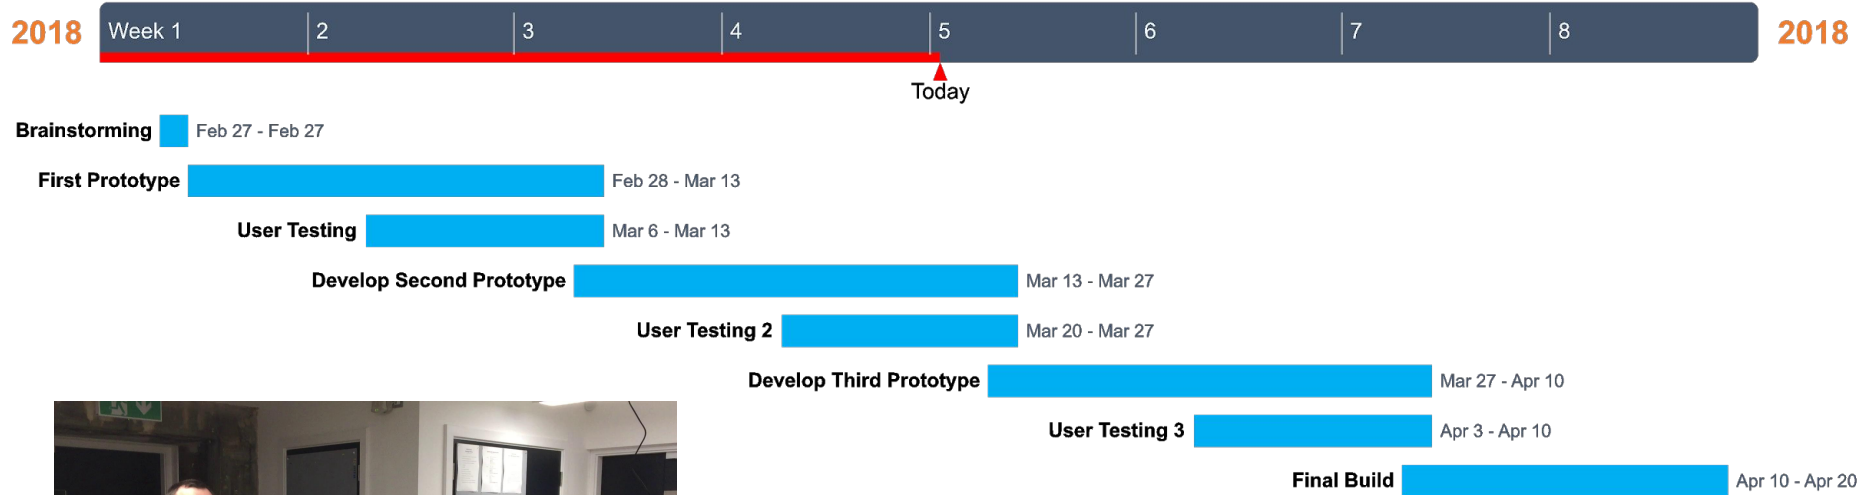 2018 Week 1 2 3 4 5 6 7 8 2018
Today
Brainstorming Feb 27 - Feb 27
First Prototype Feb 28 - Mar 13
User Testing Mar 6 - Mar 13
Develop Second Prototype Mar 13 - Mar 27
User Testing 2 Mar 20 - Mar 27
Develop Third Prototype Mar 27 - Apr 10
User Testing 3 Apr 3 - Apr 10
Final Build Apr 10 - Apr 20